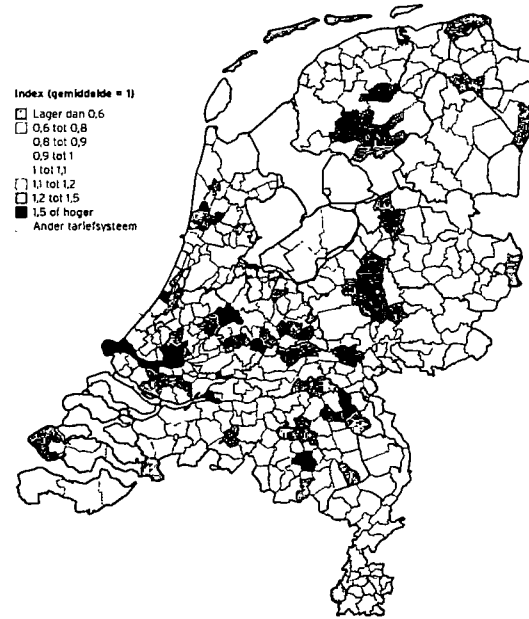 Index (gemiddelde = 1)
Lager dan 0,6
0,6 tot 0,8
0,8 tot 0,9
0,9 tot 1
1 tot 1,1
1,1 tot 1,2
1,2 tot 1,5
1,5 of hoger
Ander tariefsysteem